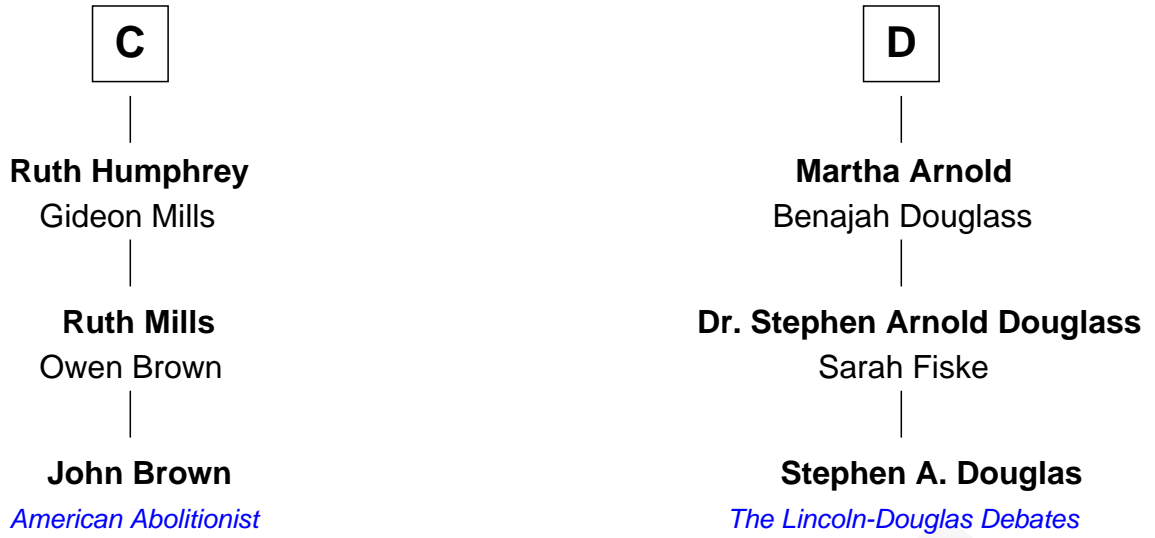 C
Ruth Humphrey
Gideon Mills
Ruth Mills
Owen Brown
John Brown
American Abolitionist
D
Martha Arnold
Benajah Douglass
Dr. Stephen Arnold Douglass
Sarah Fiske
Stephen A. Douglas
The Lincoln-Douglas Debates